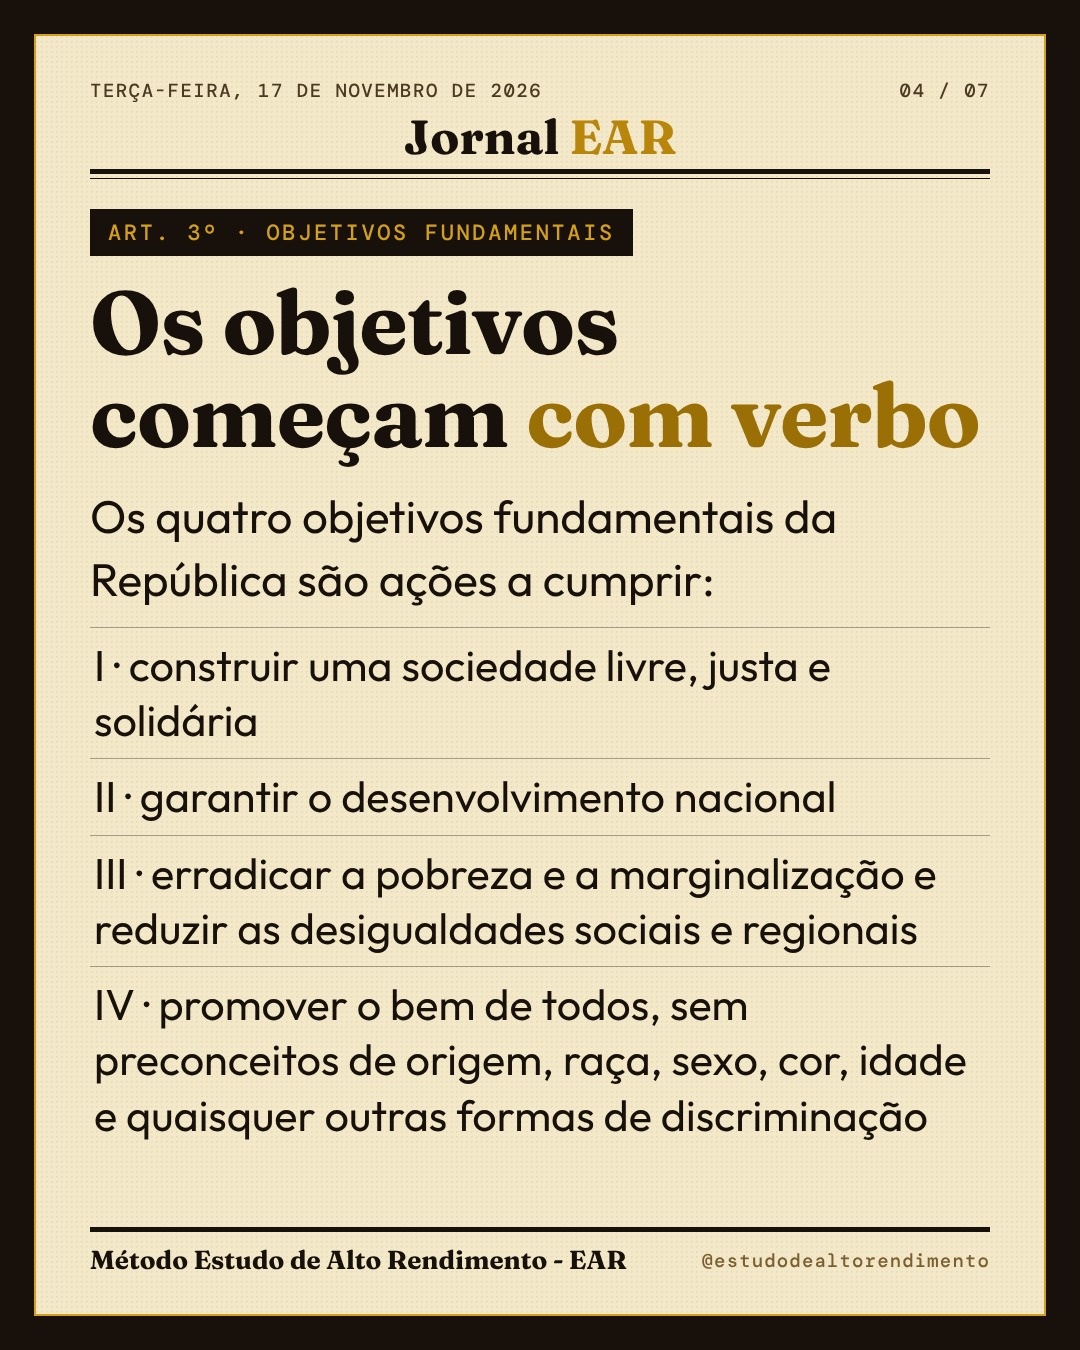 TERÇA-FEIRA, 17 DE NOVEMBRO DE 2026
04 / 07
Jornal EAR
ART. 3º · OBJETIVOS FUNDAMENTAIS
Os objetivos
começam com verbo
Os quatro objetivos fundamentais da
República são ações a cumprir:
I · construir uma sociedade livre, justa e
solidária
II · garantir o desenvolvimento nacional
III · erradicar a pobreza e a marginalização e
reduzir as desigualdades sociais e regionais
IV · promover o bem de todos, sem
preconceitos de origem, raça, sexo, cor, idade
e quaisquer outras formas de discriminação
Método Estudo de Alto Rendimento - EAR
@estudodealtorendimento